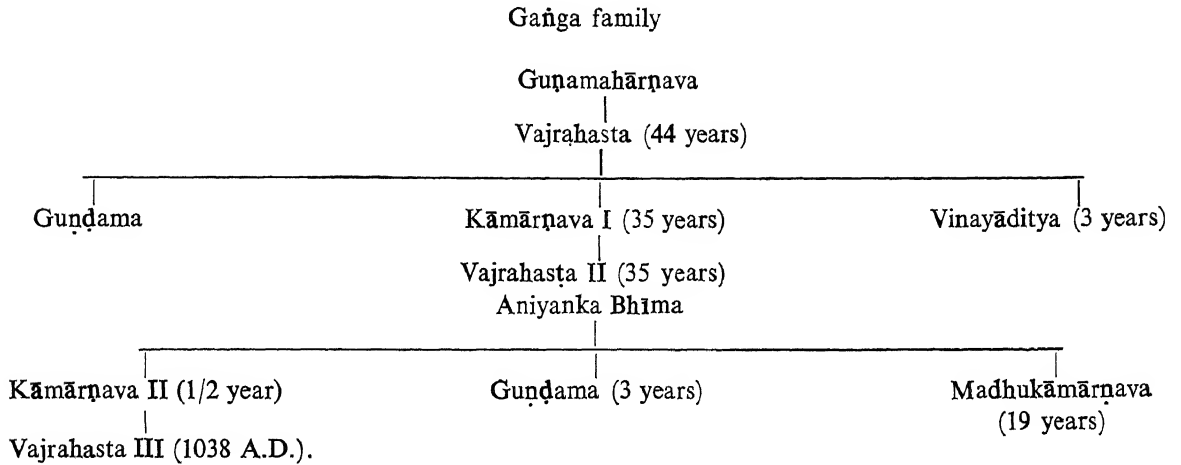 Gaṅga family
Guṇamahārṇava
Vajrahasta (44 years)
Guṇḍama Kāmārṇava I (35 years) Vinayāditya (3 years)
Vajrahasṭa II (35 years)
Aniyanka Bhīma
Kāmārṇava II (1/2 year) Guṇḍama (3 years) Madhukāmārṇava
(19 years)
Vajrahasta III (1038 A.D.).